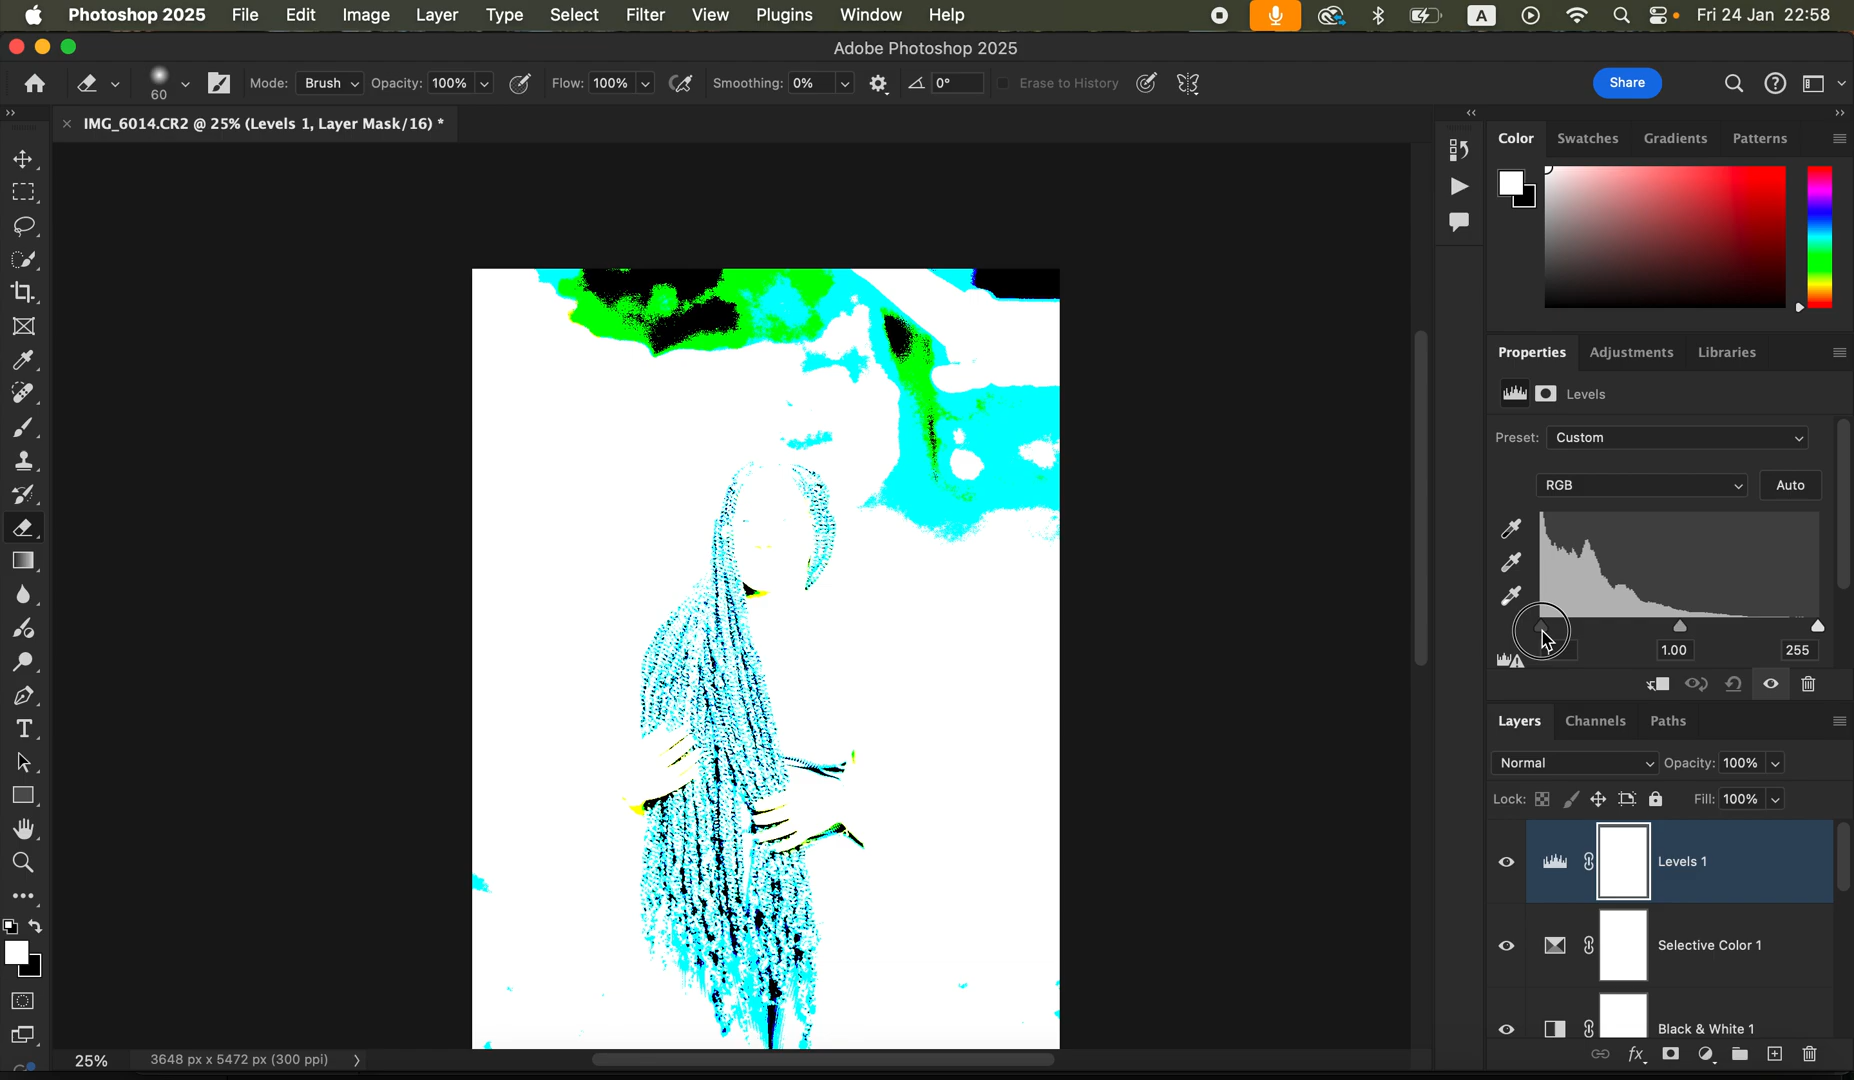 Photoshop 2025 File Edit Image Layer Type Select Filter View Plugins Window Help A Fri 24 Jan 22:58
Adobe Photoshop 2025
60 Mode: Brush Opacity: 100% Flow: 100% Smoothing: 0% 0° Erase to History Share
IMG_6014.CR2 @ 25% (Levels 1, Layer Mask/16) *
Color Swatches Gradients Patterns
Properties Adjustments Libraries
Levels
Preset: Custom
RGB Auto
1.00 255
Layers Channels Paths
Normal Opacity: 100%
Lock: Fill: 100%
Levels 1
Selective Color 1
Black & White 1
fx
25% 3648 px x 5472 px (300 ppi)